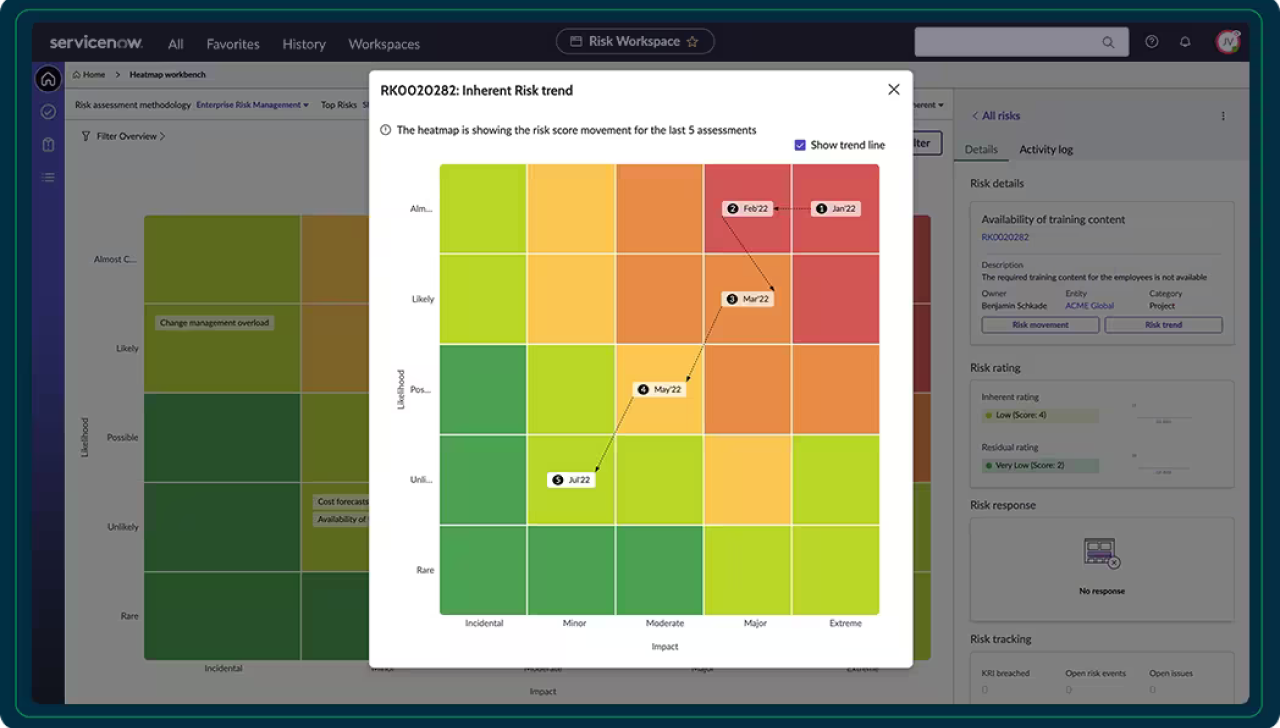 servicenow. All Favorites History Workspaces Risk Workspace JV
Home > Heatmap workbench
Risk assessment methodology Enterprise Risk Management Top Risks
Filter Overview >
Almost C...
Likely
Possible
Unlikely
Rare
Likelihood
Change management overload
Cost forecasts
Availability of
Incidental
Impact
RK0020282: Inherent Risk trend
The heatmap is showing the risk score movement for the last 5 assessments
Show trend line
Alm...
Likely
Pos...
Unli...
Rare
Likelihood
2 Feb'22
1 Jan'22
3 Mar'22
4 May'22
5 Jul'22
Incidental Minor Moderate Major Extreme
Impact
< All risks
Details Activity log
Risk details
Availability of training content
RK0020282
Description
The required training content for the employees is not available
Owner Entity Category
Benjamin Schkade ACME Global Project
Risk movement Risk trend
Risk rating
Inherent rating
Low (Score: 4)
Residual rating
Very Low (Score: 2)
Risk response
No response
Risk tracking
KRI breached Open risk events Open issues
0 0 0